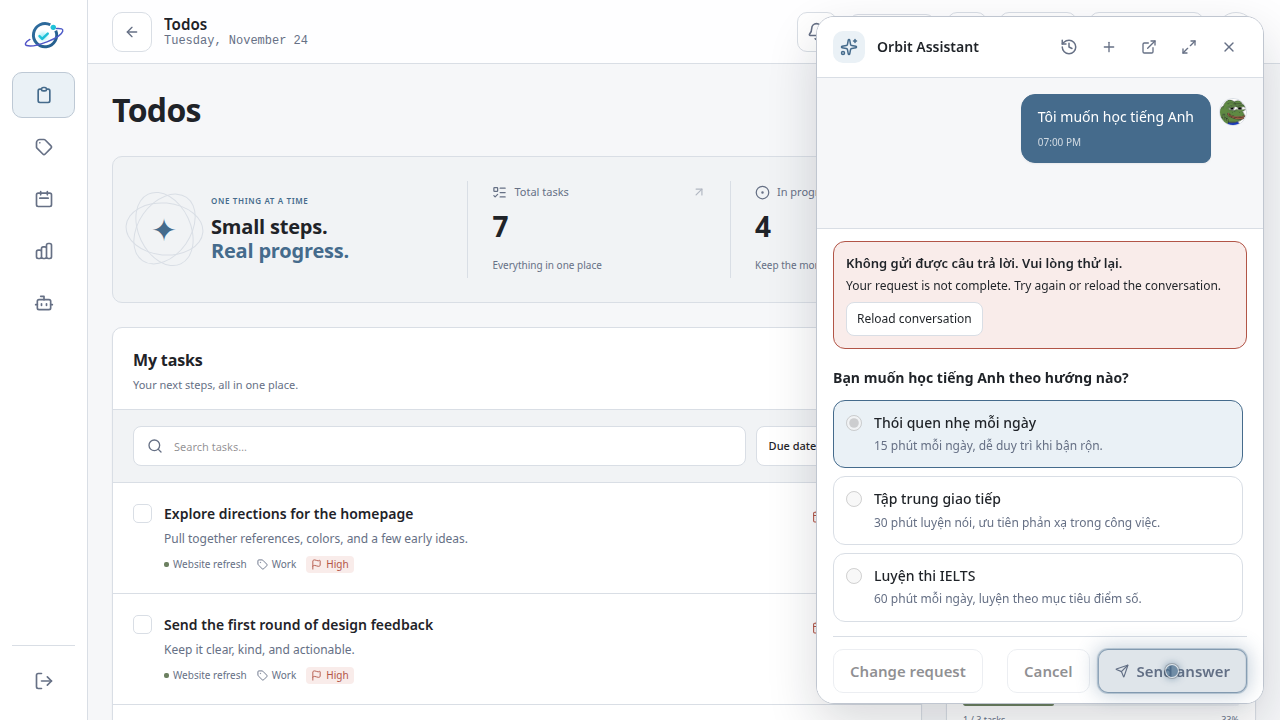 Todos
Tuesday, November 24
Todos
ONE THING AT A TIME
Small steps.
Real progress.
Total tasks
7
Everything in one place
4
My tasks
Your next steps, all in one place.
Search tasks...
Due date
Explore directions for the homepage
Pull together references, colors, and a few early ideas.
Website refresh
Work
High
Send the first round of design feedback
Keep it clear, kind, and actionable.
Website refresh
Work
High
Orbit Assistant
Tôi muốn học tiếng Anh
07:00 PM
Không gửi được câu trả lời. Vui lòng thử lại.
Your request is not complete. Try again or reload the conversation.
Reload conversation
Bạn muốn học tiếng Anh theo hướng nào?
Thói quen nhẹ mỗi ngày
15 phút mỗi ngày, dễ duy trì khi bận rộn.
Tập trung giao tiếp
30 phút luyện nói, ưu tiên phản xạ trong công việc.
Luyện thi IELTS
60 phút mỗi ngày, luyện theo mục tiêu điểm số.
Change request
Cancel
Send answer